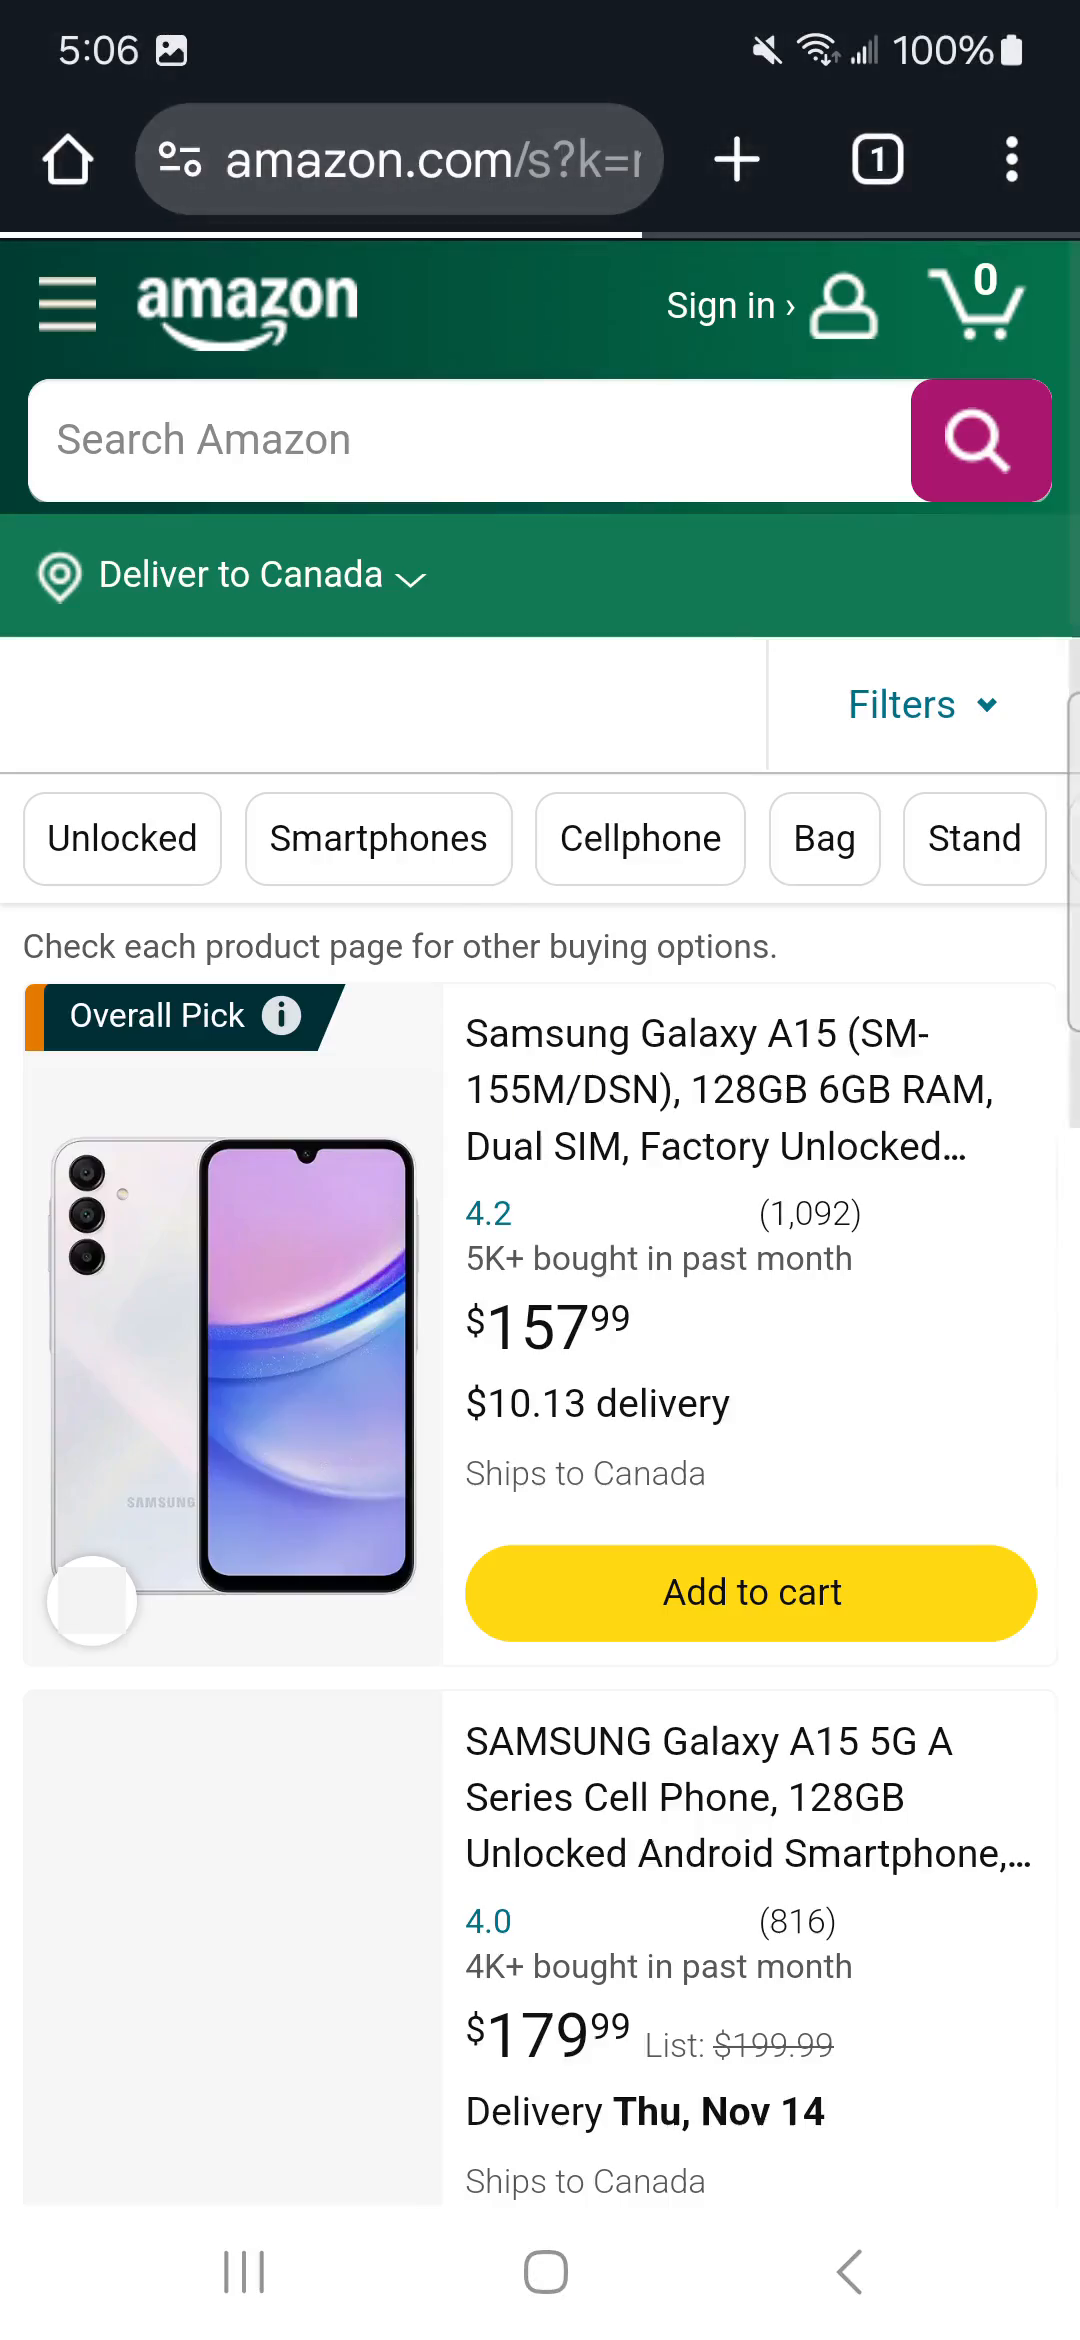 5:06
100%
amazon.com/s?k=
1
amazon
Sign in ›
0
Search Amazon
Deliver to Canada
Filters
Unlocked
Smartphones
Cellphone
Bag
Stand
Check each product page for other buying options.
Overall Pick
Samsung Galaxy A15 (SM-
155M/DSN), 128GB 6GB RAM,
Dual SIM, Factory Unlocked...
4.2 (1,092)
5K+ bought in past month
$157 99
$10.13 delivery
Ships to Canada
SAMSUNG
Add to cart
SAMSUNG Galaxy A15 5G A
Series Cell Phone, 128GB
Unlocked Android Smartphone,...
4.0 (816)
4K+ bought in past month
$179 99 List: $199.99
Delivery Thu, Nov 14
Ships to Canada